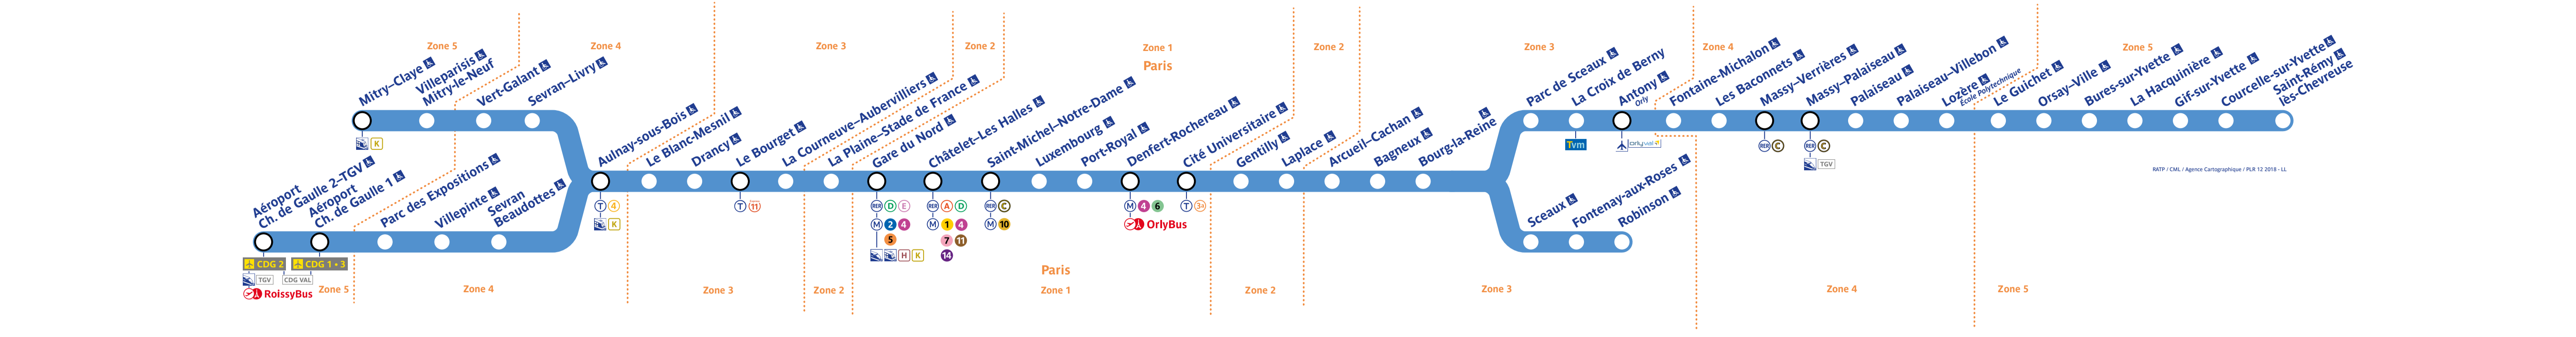 Zone 5
Zone 4
Zone 3
Zone 2
Zone 1
Paris
Zone 2
Zone 3
Zone 4
Zone 5
Mitry–Claye
Villeparisis
Mitry-le-Neuf
Vert-Galant
Sevran–Livry
K
Aéroport
Ch. de Gaulle 2–TGV
Aéroport
Ch. de Gaulle 1
Parc des Expositions
Villepinte
Sevran
Beaudottes
CDG 2
CDG 1 • 3
TGV
CDG VAL
RoissyBus
Aulnay-sous-Bois
T 4
K
Le Blanc-Mesnil
Drancy
Le Bourget
T 11
La Courneuve–Aubervilliers
La Plaine–Stade de France
Gare du Nord
RER D E
M 2 4
5
H K
Châtelet–Les Halles
RER A D
M 1 4
7 11
14
Saint-Michel–Notre-Dame
RER C
M 10
Luxembourg
Port-Royal
Denfert-Rochereau
M 4 6
OrlyBus
Cité Universitaire
T 3a
Gentilly
Laplace
Arcueil–Cachan
Bagneux
Bourg-la-Reine
Parc de Sceaux
La Croix de Berny
Tvm
Antony
Orly
orlyval
Fontaine-Michalon
Les Baconnets
Massy–Verrières
RER C
Massy–Palaiseau
RER C
TGV
Palaiseau
Palaiseau–Villebon
Lozère
École Polytechnique
Le Guichet
Orsay–Ville
Bures-sur-Yvette
La Hacquinière
Gif-sur-Yvette
Courcelle-sur-Yvette
Saint-Rémy
lès-Chevreuse
Sceaux
Fontenay-aux-Roses
Robinson
RATP / CML / Agence Cartographique / PLR 12 2018 - LL
Zone 5
Zone 4
Zone 3
Zone 2
Paris
Zone 1
Zone 2
Zone 3
Zone 4
Zone 5